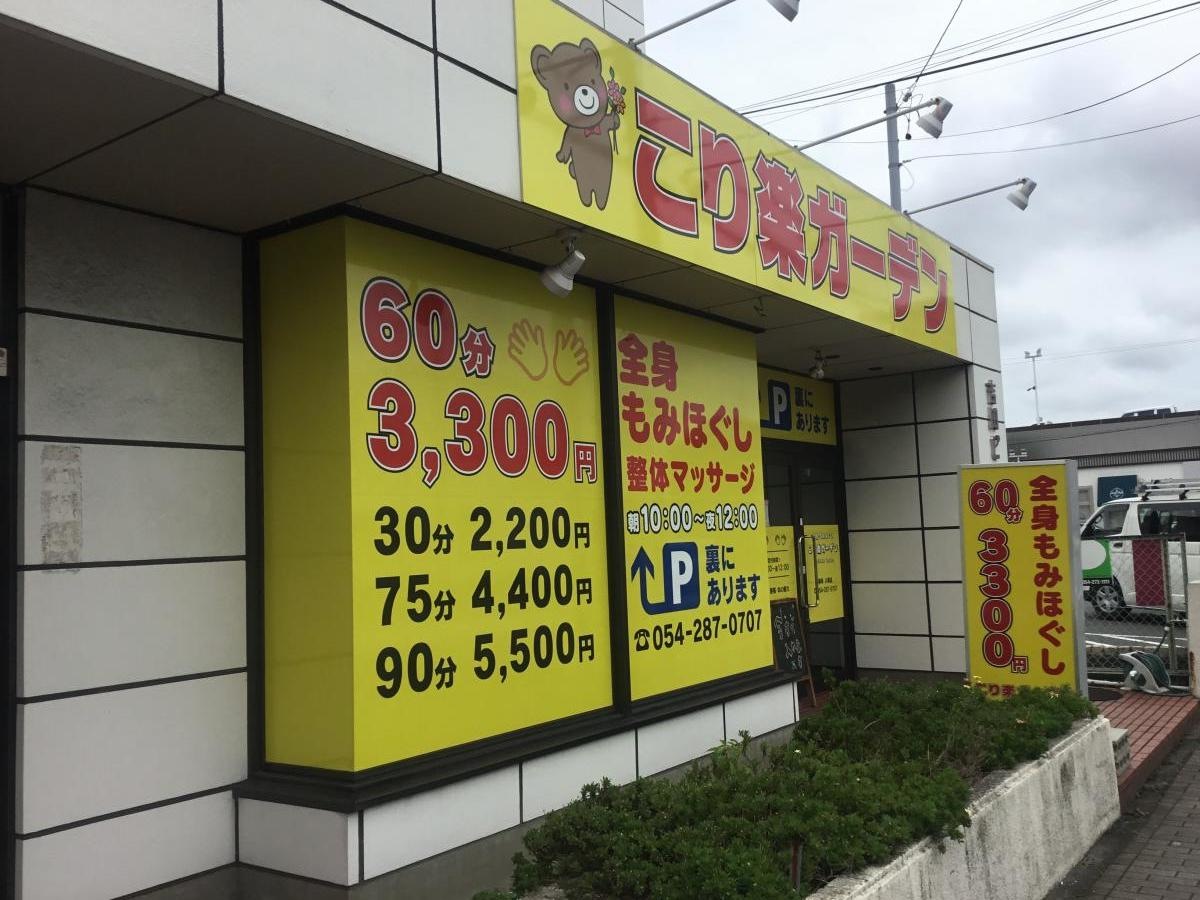 こり楽ガーデン
60分
3,300円
30分 2,200円
75分 4,400円
90分 5,500円
全身
もみほぐし
整体マッサージ
朝10:00～夜12:00
P 裏に
あります
☎054-287-0707
P 裏に
あります
全身もみほぐし
60分
3300円
こり楽